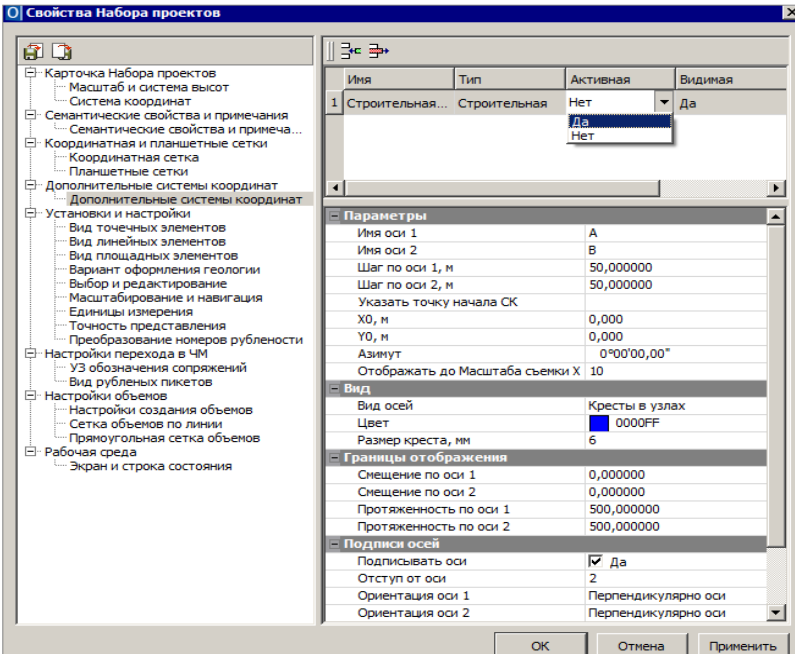 Свойства Набора проектов
Карточка Набора проектов
Масштаб и система высот
Система координат
Семантические свойства и примечания
Семантические свойства и примеча...
Координатная и планшетные сетки
Координатная сетка
Планшетные сетки
Дополнительные системы координат
Дополнительные системы координат
Установки и настройки
Вид точечных элементов
Вид линейных элементов
Вид площадных элементов
Вариант оформления геологии
Выбор и редактирование
Масштабирование и навигация
Единицы измерения
Точность представления
Преобразование номеров рублености
Настройки перехода в ЧМ
УЗ обозначения сопряжений
Вид рубленых пикетов
Настройки объемов
Настройки создания объемов
Сетка объемов по линии
Прямоугольная сетка объемов
Рабочая среда
Экран и строка состояния
Имя Тип Активная Видимая
1 Строительная... Строительная Нет Да
Да
Нет
Параметры
Имя оси 1 A
Имя оси 2 B
Шаг по оси 1, м 50,000000
Шаг по оси 2, м 50,000000
Указать точку начала СК
X0, м 0,000
Y0, м 0,000
Азимут 0°00'00,00"
Отображать до Масштаба съемки X 10
Вид
Вид осей Кресты в узлах
Цвет 0000FF
Размер креста, мм 6
Границы отображения
Смещение по оси 1 0,000000
Смещение по оси 2 0,000000
Протяженность по оси 1 500,000000
Протяженность по оси 2 500,000000
Подписи осей
Подписывать оси Да
Отступ от оси 2
Ориентация оси 1 Перпендикулярно оси
Ориентация оси 2 Перпендикулярно оси
ОК Отмена Применить